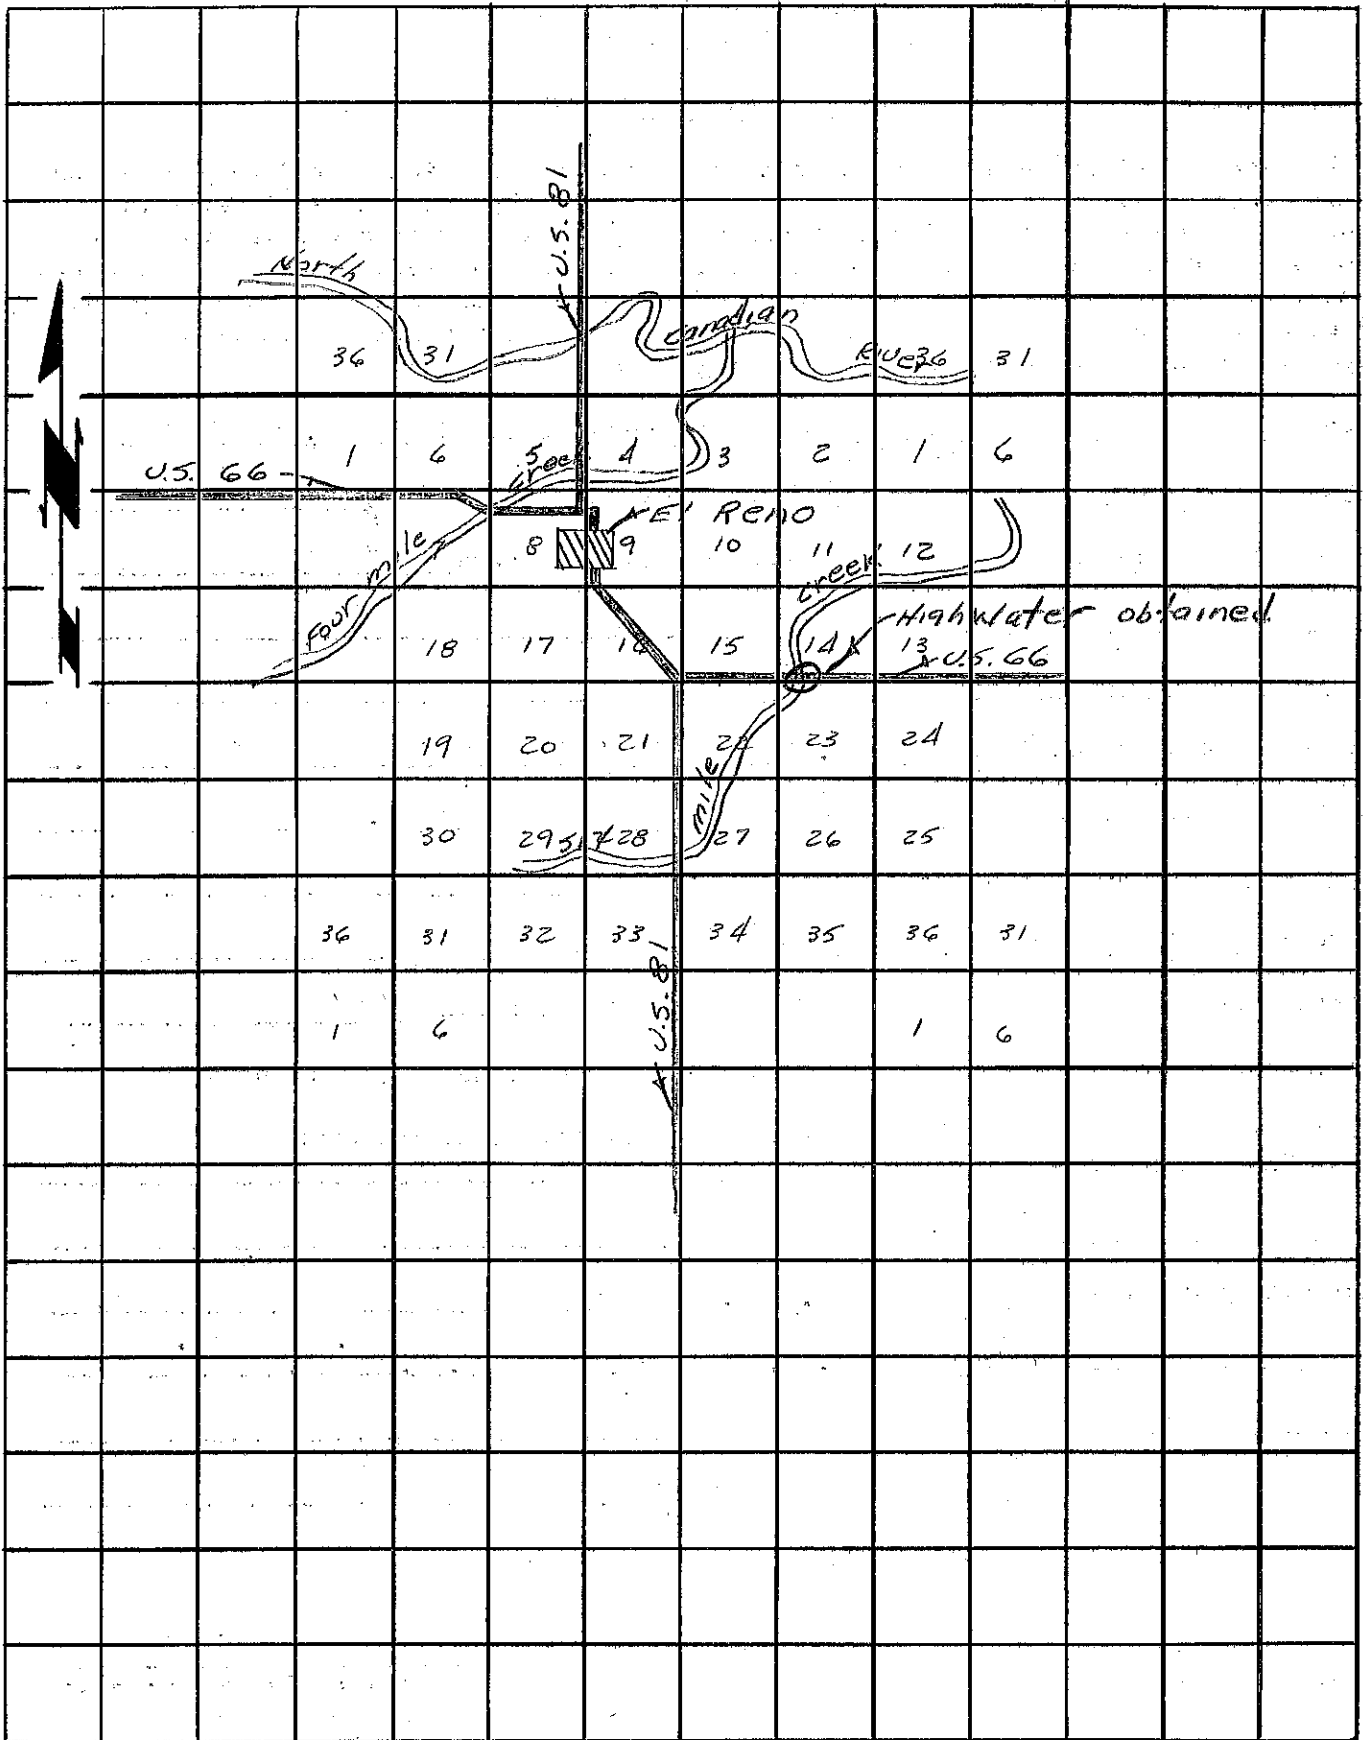 U.S. 81
North
Canadian
River
36 31 36 31
U.S. 66
1 6 5 4 3 2 1 6
Creek
El Reno
8 9 10 11 12
Four mile
Creek
High Water obtained
18 17 16 15 14 13
U.S. 66
19 20 21 22 23 24
mile
30 29 28 27 26 25
36 31 32 33 34 35 36 31
U.S. 81
1 6 1 6